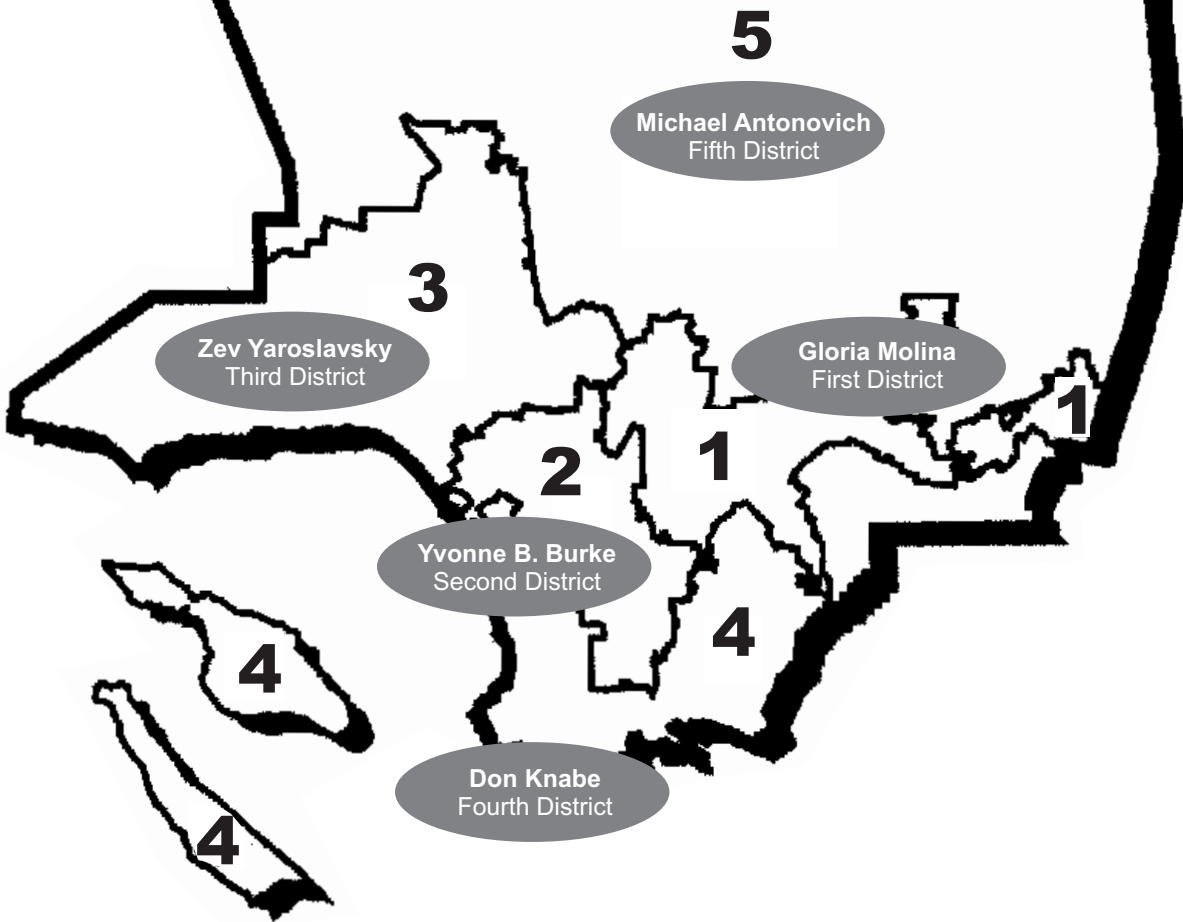 5
Michael Antonovich
Fifth District
3
Zev Yaroslavsky
Third District
Gloria Molina
First District
1
2
1
Yvonne B. Burke
Second District
4
4
Don Knabe
Fourth District
4